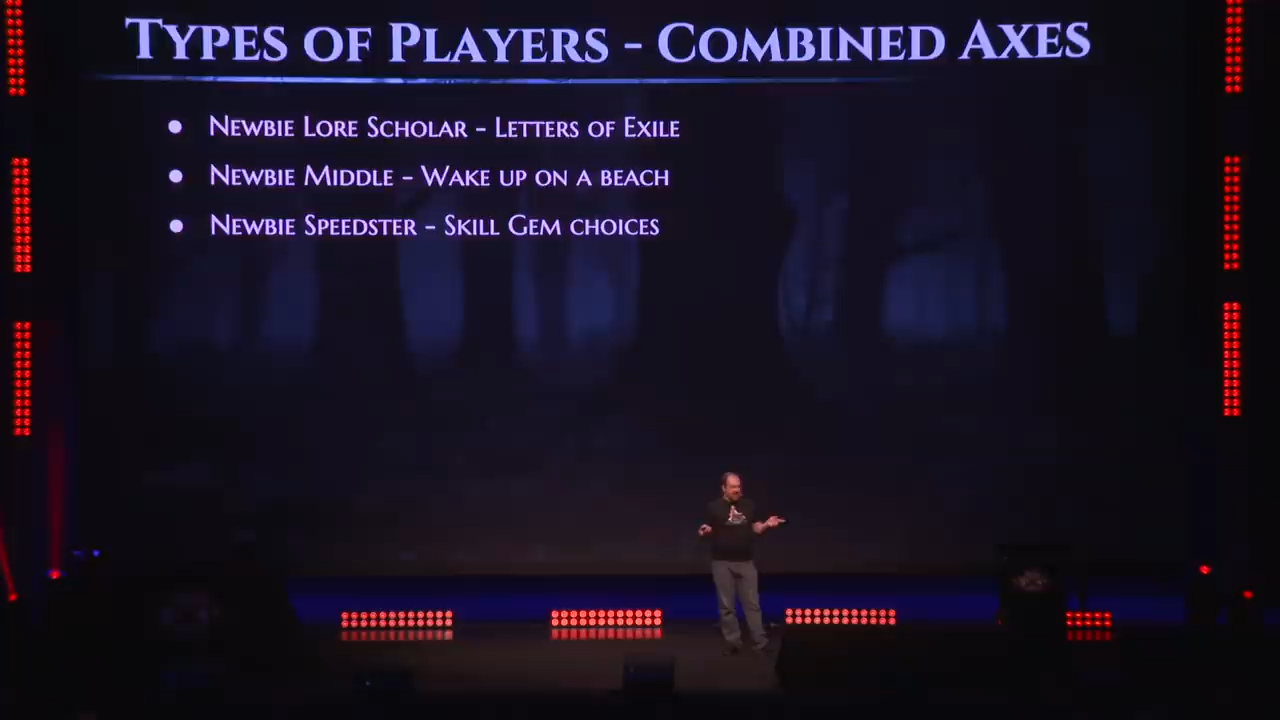 Types of Players - Combined Axes
• Newbie Lore Scholar - Letters of Exile
• Newbie Middle - Wake up on a beach
• Newbie Speedster - Skill Gem choices